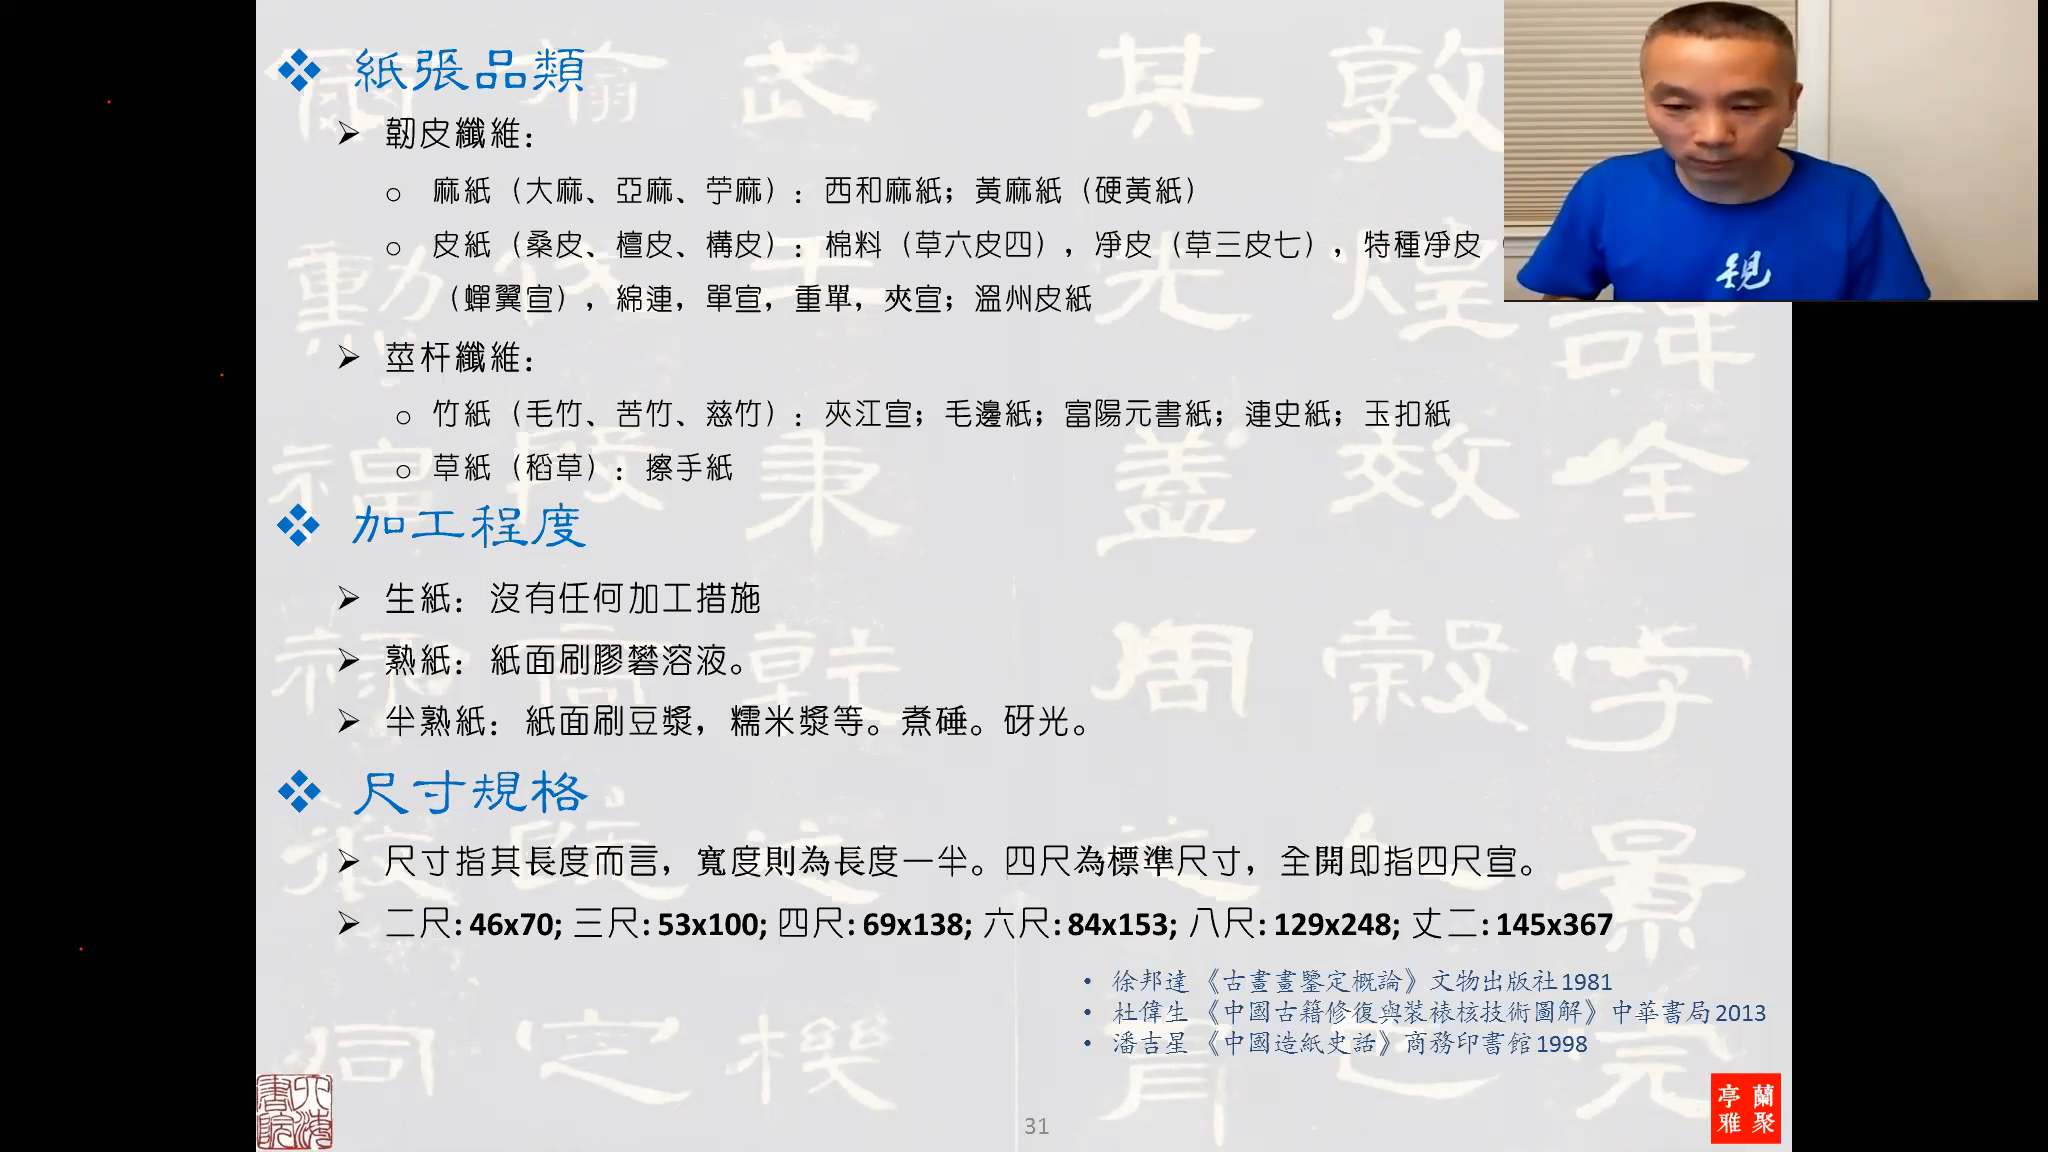 紙張品類
韌皮纖維：
麻紙（大麻、亞麻、苧麻）：西和麻紙；黃麻紙（硬黃紙）
皮紙（桑皮、檀皮、構皮）：棉料（草六皮四），凈皮（草三皮七），特種凈皮
（蟬翼宣），綿連，單宣，重單，夾宣；溫州皮紙
莖杆纖維：
竹紙（毛竹、苦竹、慈竹）：夾江宣；毛邊紙；富陽元書紙；連史紙；玉扣紙
草紙（稻草）：擦手紙
加工程度
生紙：沒有任何加工措施
熟紙：紙面刷膠礬溶液。
半熟紙：紙面刷豆漿，糯米漿等。煮硾。砑光。
尺寸規格
尺寸指其長度而言，寬度則為長度一半。四尺為標準尺寸，全開即指四尺宣。
二尺: 46x70; 三尺: 53x100; 四尺: 69x138; 六尺: 84x153; 八尺: 129x248; 丈二: 145x367
• 徐邦達《古畫畫鑒定概論》文物出版社1981
• 杜偉生《中國古籍修復與裝裱核技術圖解》中華書局2013
• 潘吉星《中國造紙史話》商務印書館1998
31
蘭聚
亭雅